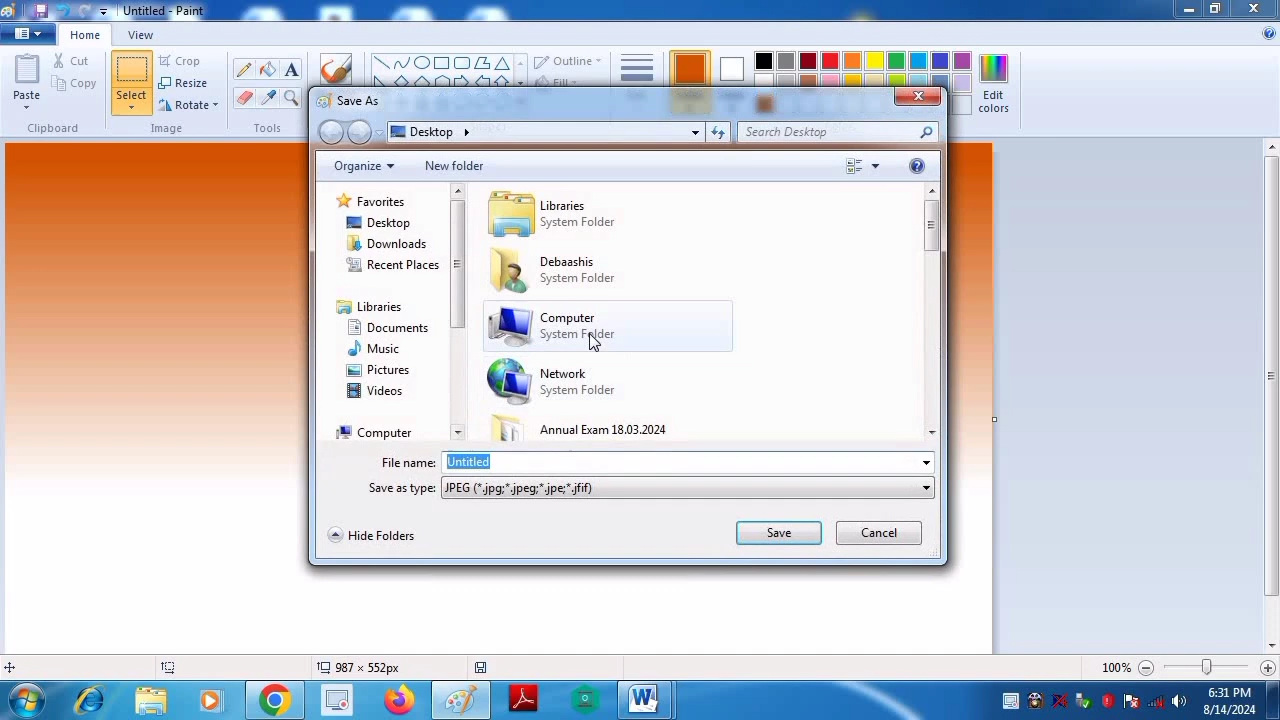 Untitled - Paint
Home
View
Paste
Cut
Copy
Clipboard
Select
Crop
Resize
Rotate
Image
A
Tools
Outline
Fill
Edit
colors
Save As
Desktop
Search Desktop
Organize
New folder
Favorites
Desktop
Downloads
Recent Places
Libraries
Documents
Music
Pictures
Videos
Computer
Libraries
System Folder
Debaashis
System Folder
Computer
System Folder
Network
System Folder
Annual Exam 18.03.2024
File name: Untitled
Save as type: JPEG (*.jpg;*.jpeg;*.jpe;*.jfif)
Hide Folders
Save
Cancel
987 × 552px
100%
6:31 PM
8/14/2024